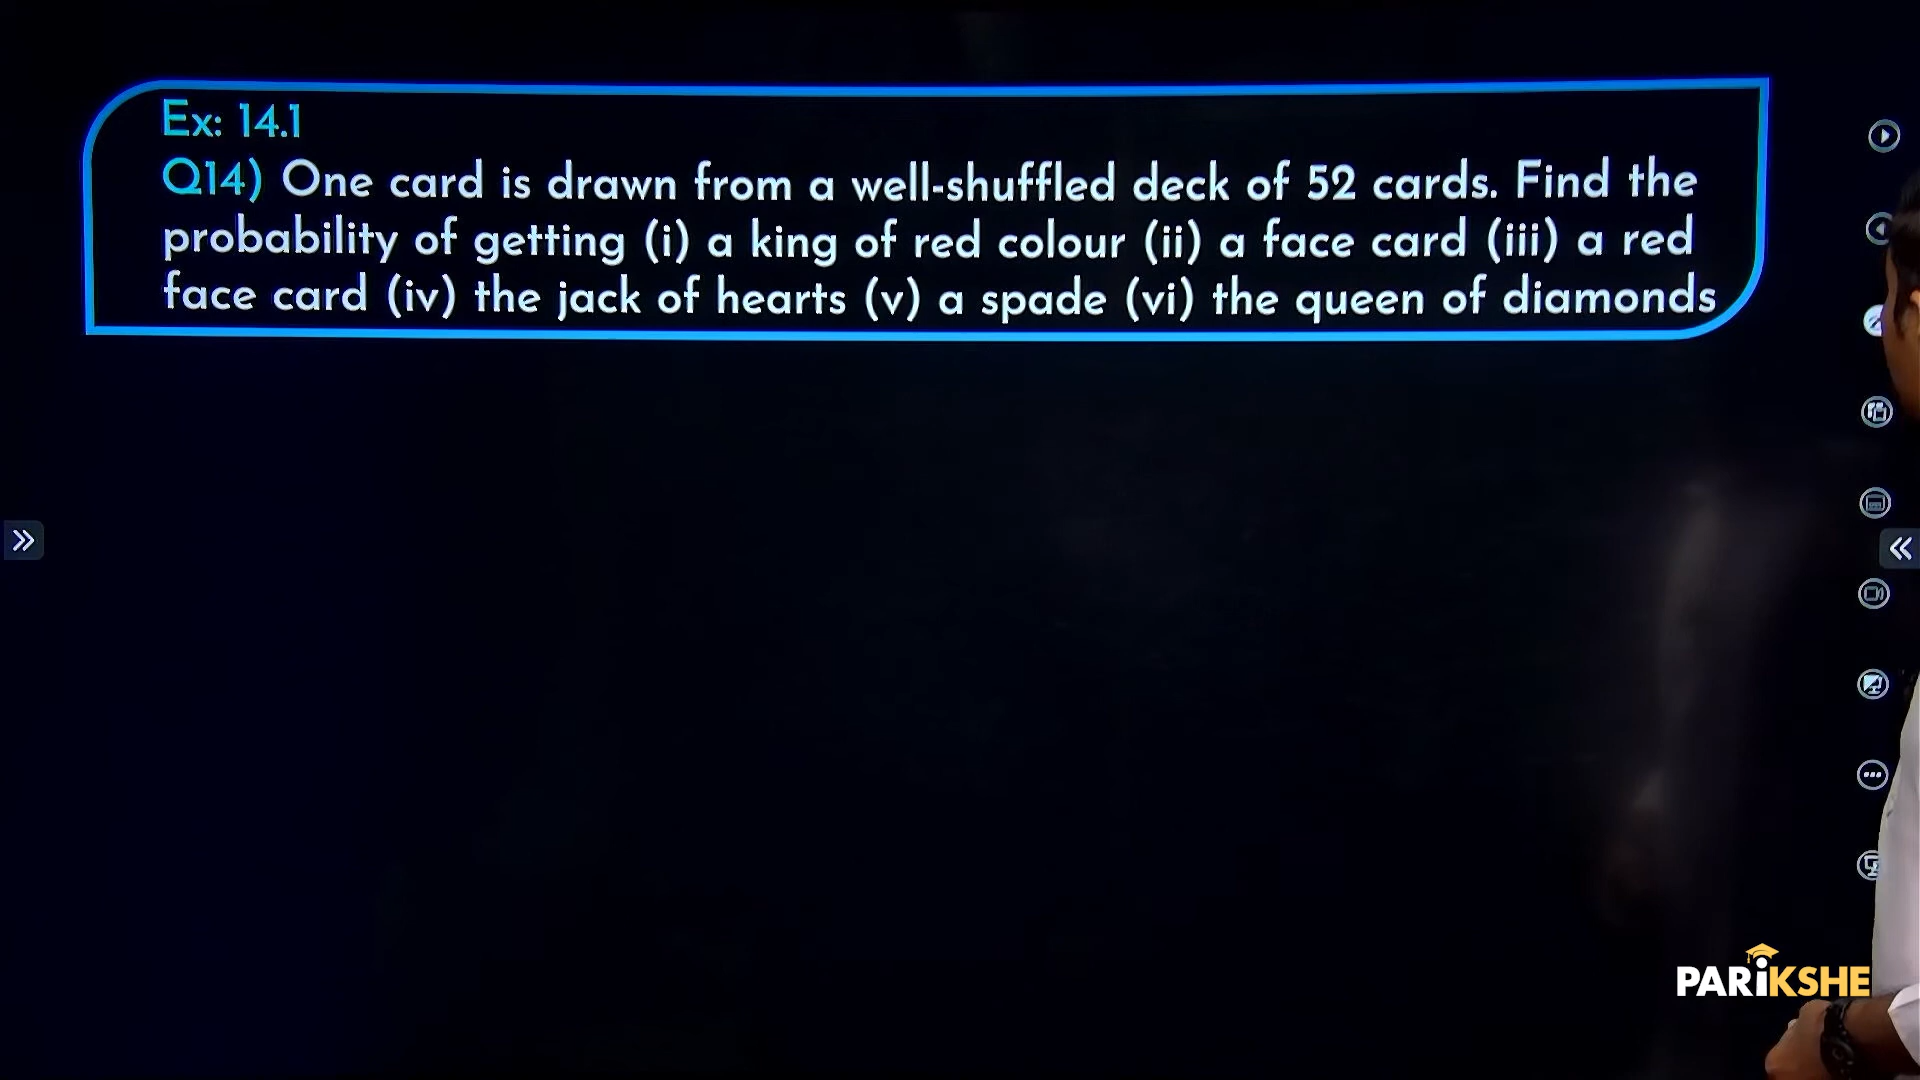 Ex: 14.1
Q14) One card is drawn from a well-shuffled deck of 52 cards. Find the
probability of getting (i) a king of red colour (ii) a face card (iii) a red
face card (iv) the jack of hearts (v) a spade (vi) the queen of diamonds
PARiKSHE